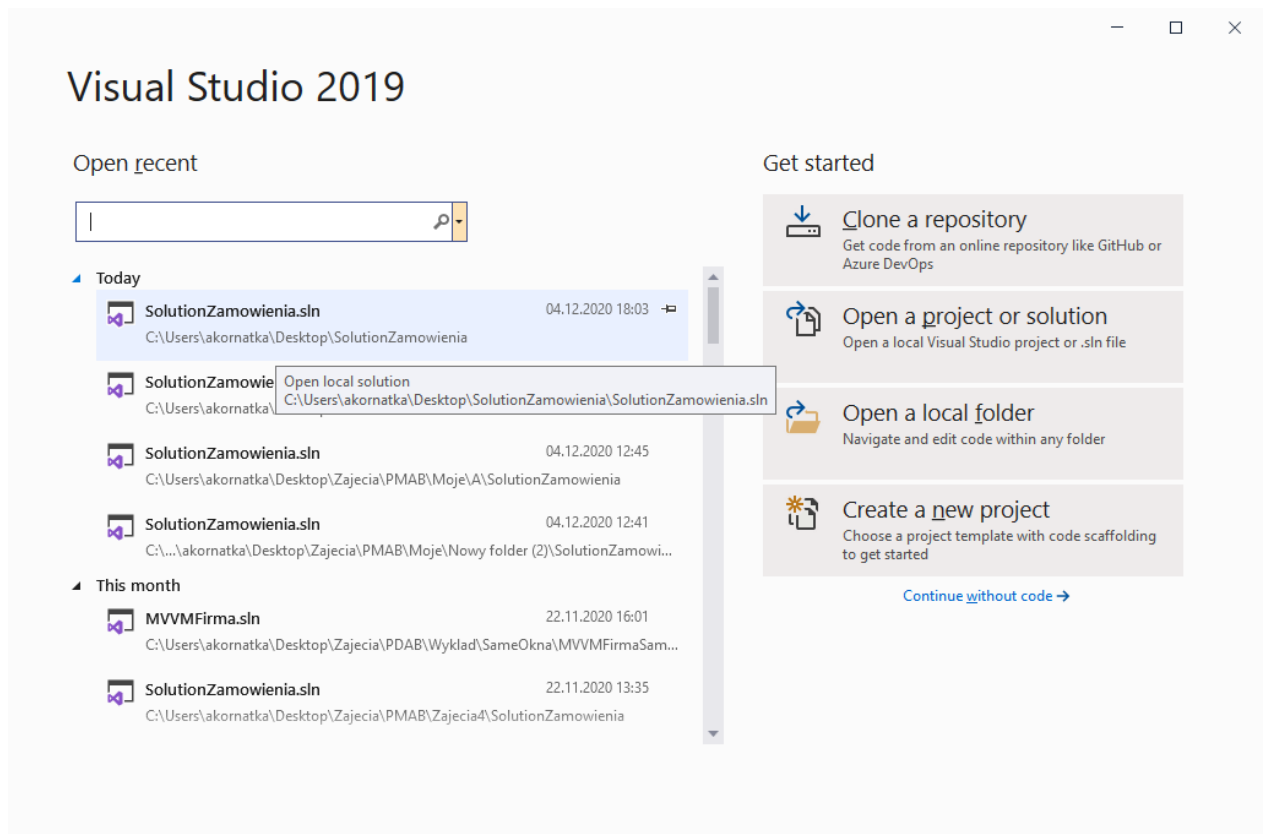 Visual Studio 2019
Open recent
Today
SolutionZamowienia.sln 04.12.2020 18:03
C:\Users\akornatka\Desktop\SolutionZamowienia
SolutionZamowie
C:\Users\akornatka\
Open local solution
C:\Users\akornatka\Desktop\SolutionZamowienia\SolutionZamowienia.sln
SolutionZamowienia.sln 04.12.2020 12:45
C:\Users\akornatka\Desktop\Zajecia\PMAB\Moje\A\SolutionZamowienia
SolutionZamowienia.sln 04.12.2020 12:41
C:\...\akornatka\Desktop\Zajecia\PMAB\Moje\Nowy folder (2)\SolutionZamowi...
This month
MVVMFirma.sln 22.11.2020 16:01
C:\Users\akornatka\Desktop\Zajecia\PDAB\Wyklad\SameOkna\MVVMFirmaSam...
SolutionZamowienia.sln 22.11.2020 13:35
C:\Users\akornatka\Desktop\Zajecia\PMAB\Zajecia4\SolutionZamowienia
Get started
Clone a repository
Get code from an online repository like GitHub or
Azure DevOps
Open a project or solution
Open a local Visual Studio project or .sln file
Open a local folder
Navigate and edit code within any folder
Create a new project
Choose a project template with code scaffolding
to get started
Continue without code →